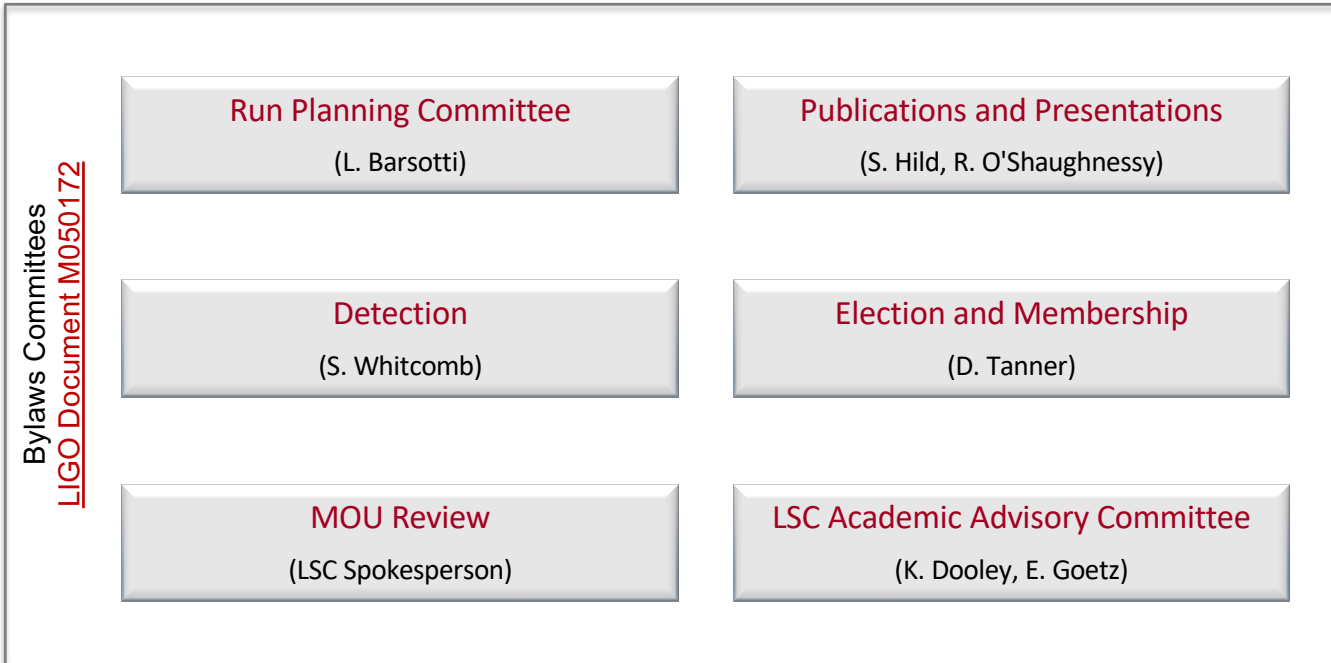 Bylaws Committees
LIGO Document M050172
Run Planning Committee
(L. Barsotti)
Publications and Presentations
(S. Hild, R. O'Shaughnessy)
Detection
(S. Whitcomb)
Election and Membership
(D. Tanner)
MOU Review
(LSC Spokesperson)
LSC Academic Advisory Committee
(K. Dooley, E. Goetz)